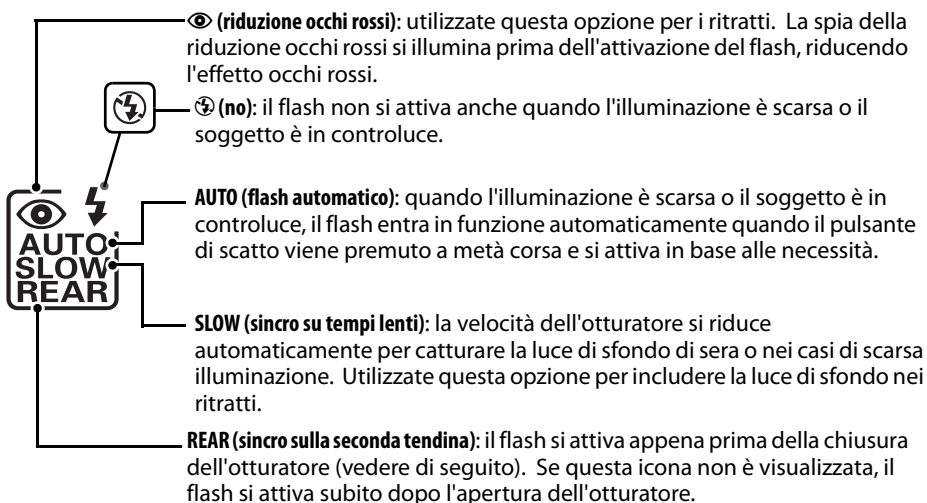 (riduzione occhi rossi): utilizzate questa opzione per i ritratti. La spia della
riduzione occhi rossi si illumina prima dell'attivazione del flash, riducendo
l'effetto occhi rossi.
(no): il flash non si attiva anche quando l'illuminazione è scarsa o il
soggetto è in controluce.
AUTO (flash automatico): quando l'illuminazione è scarsa o il soggetto è in
controluce, il flash entra in funzione automaticamente quando il pulsante
di scatto viene premuto a metà corsa e si attiva in base alle necessità.
AUTO
SLOW
REAR
SLOW (sincro su tempi lenti): la velocità dell'otturatore si riduce
automaticamente per catturare la luce di sfondo di sera o nei casi di scarsa
illuminazione. Utilizzate questa opzione per includere la luce di sfondo nei
ritratti.
REAR (sincro sulla seconda tendina): il flash si attiva appena prima della chiusura
dell'otturatore (vedere di seguito). Se questa icona non è visualizzata, il
flash si attiva subito dopo l'apertura dell'otturatore.